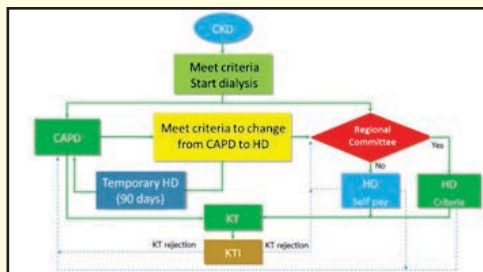 CKD
Meet criteria
Start dialysis
CAPD
Meet criteria to change
from CAPD to HD
Regional
Committee
Yes
No
Temporary HD
(90 days)
HD
Self pay
HD
Criteria
KT
KT rejection
KT rejection
KTI